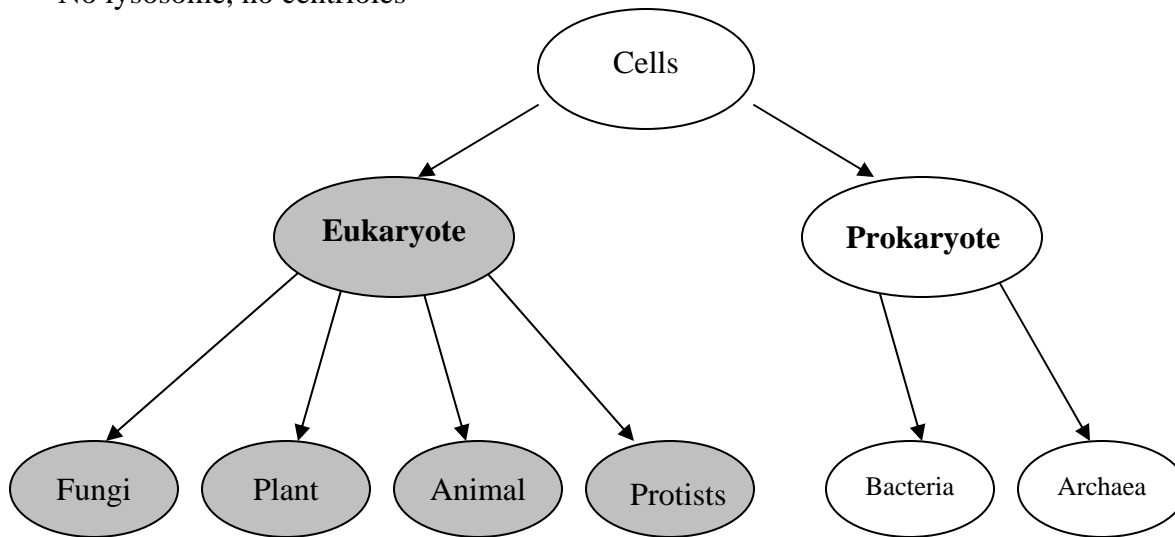 No lysosome, no centrioles
Cells
Eukaryote
Prokaryote
Fungi
Plant
Animal
Protists
Bacteria
Archaea